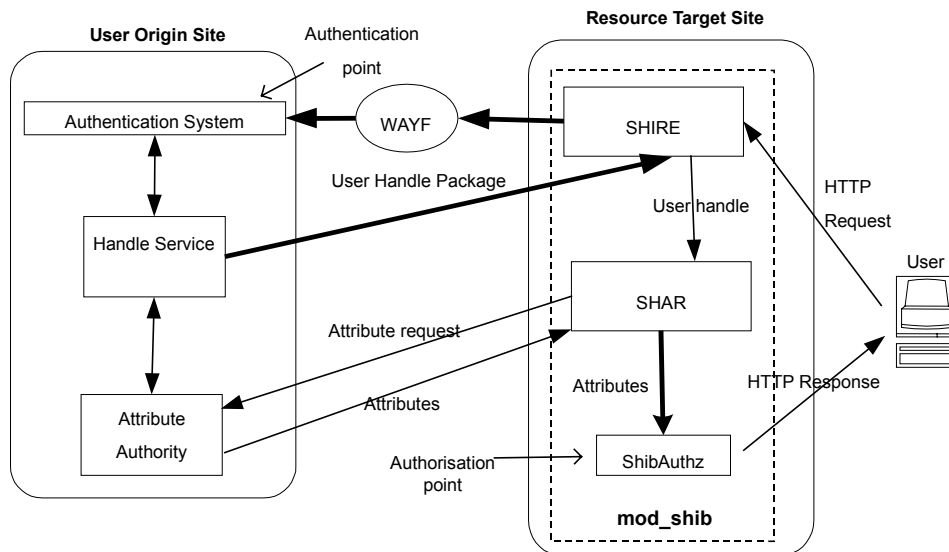 Resource Target Site
User Origin Site
Authentication
point
Authentication System
WAYF
SHIRE
User Handle Package
HTTP
Request
User handle
Handle Service
User
SHAR
Attribute request
Attributes
HTTP Response
Attributes
Attribute
Authority
Authorisation
point
ShibAuthz
mod_shib